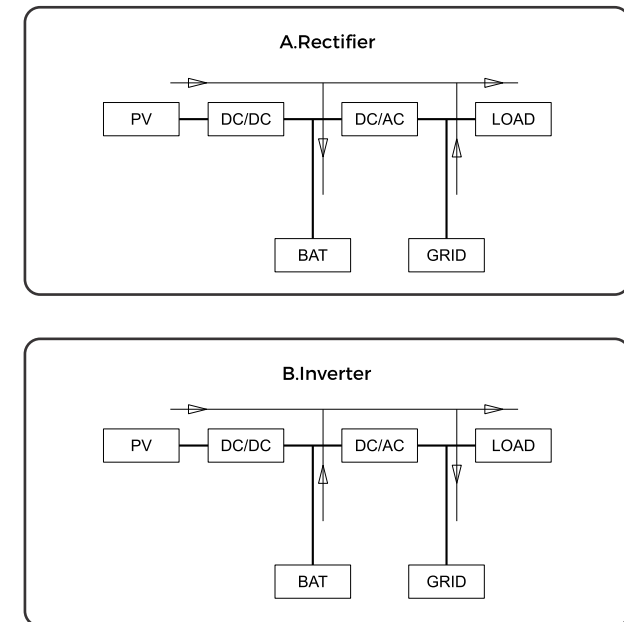 A.Rectifier
PV DC/DC DC/AC LOAD
BAT GRID
B.Inverter
PV DC/DC DC/AC LOAD
BAT GRID